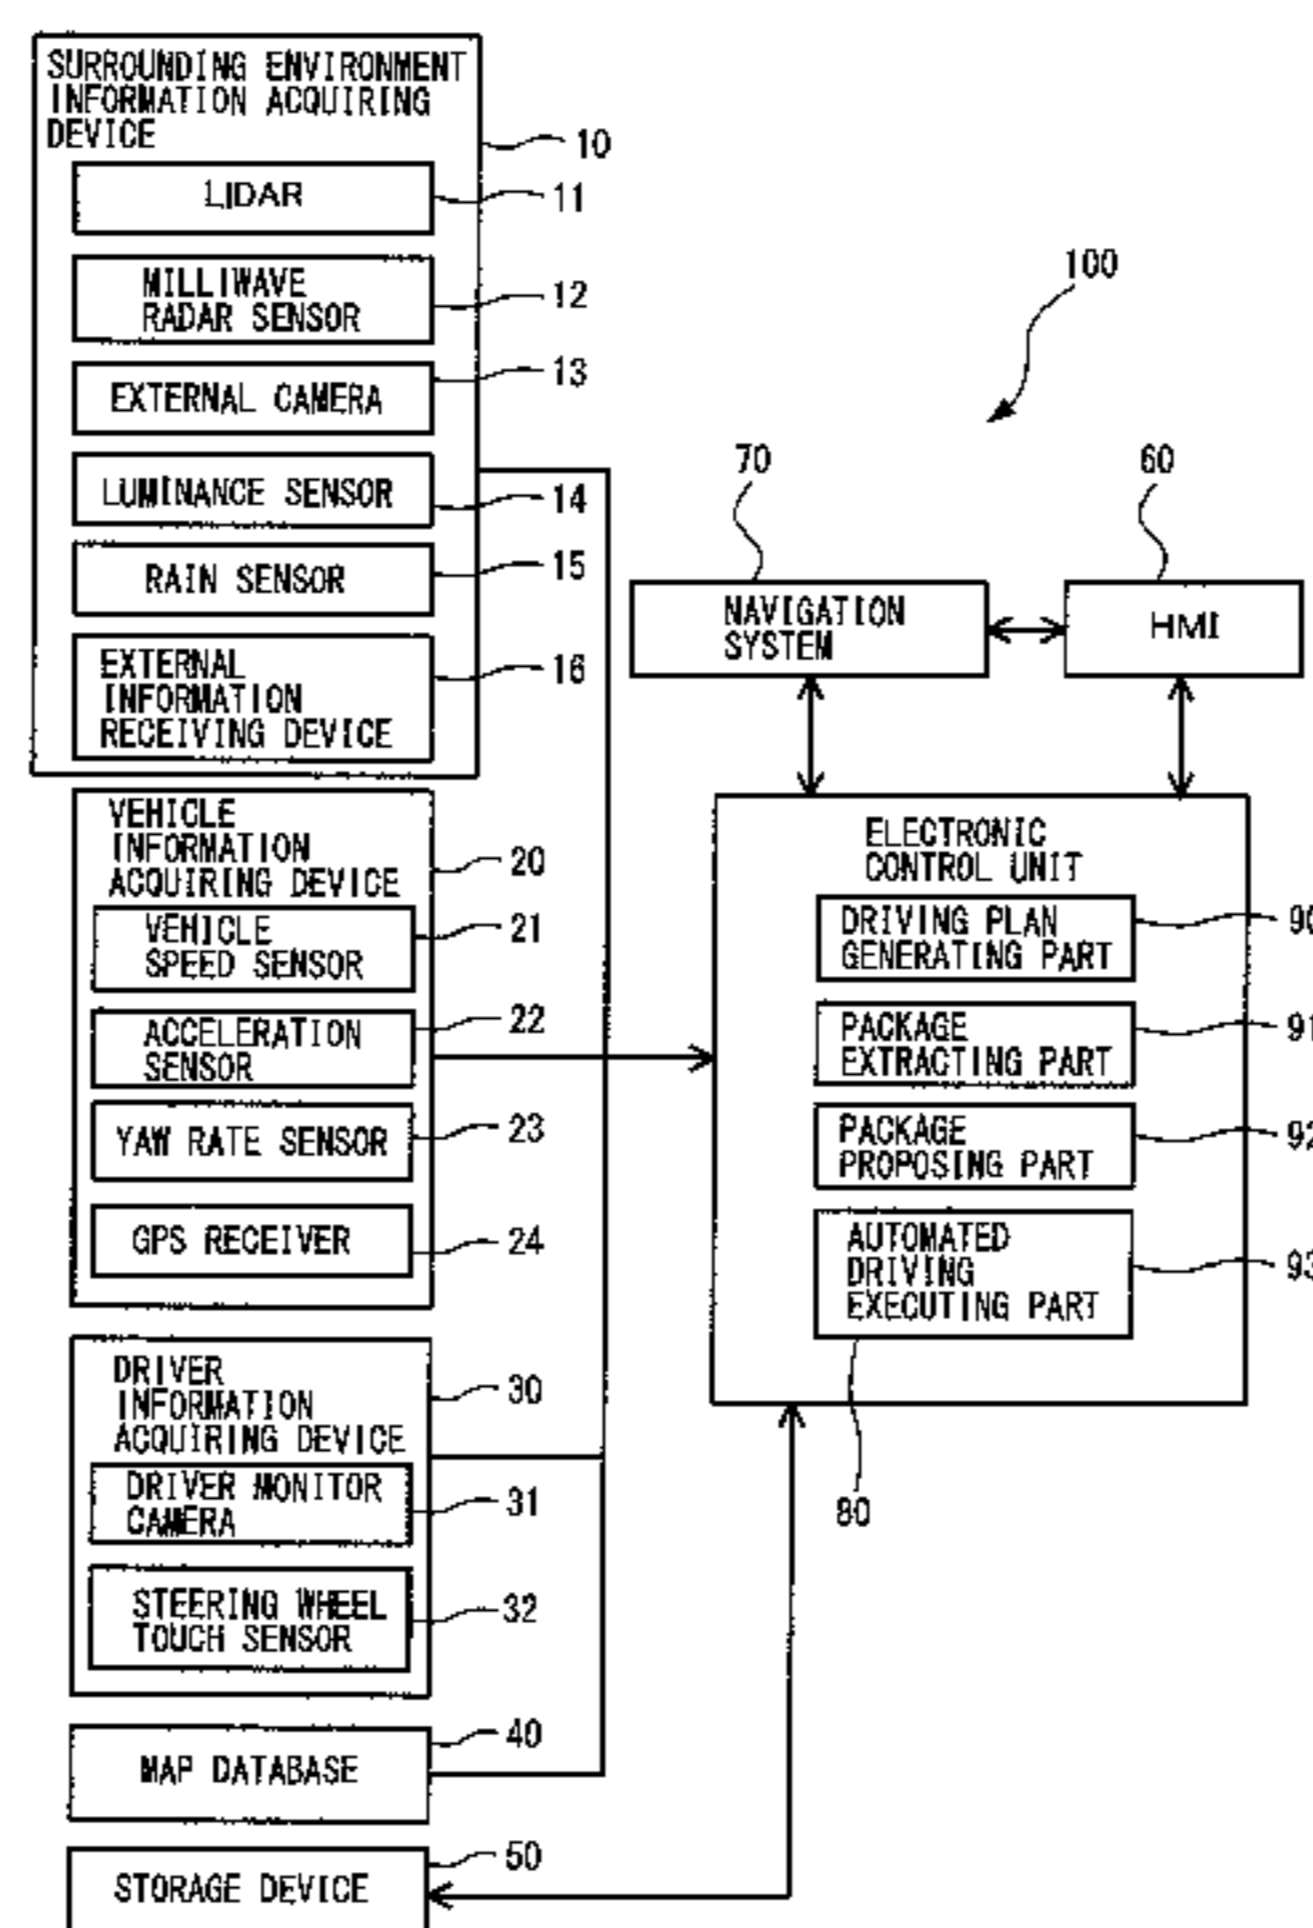 SURROUNDING ENVIRONMENT
INFORMATION ACQUIRING
DEVICE
10
LIDAR
11
MILLIWAVE
RADAR SENSOR
12
EXTERNAL CAMERA
13
LUMINANCE SENSOR
14
RAIN SENSOR
15
EXTERNAL
INFORMATION
RECEIVING DEVICE
16
VEHICLE
INFORMATION
ACQUIRING DEVICE
20
VEHICLE
SPEED SENSOR
21
ACCELERATION
SENSOR
22
YAW RATE SENSOR
23
GPS RECEIVER
24
DRIVER
INFORMATION
ACQUIRING DEVICE
30
DRIVER MONITOR
CAMERA
31
STEERING WHEEL
TOUCH SENSOR
32
MAP DATABASE
40
STORAGE DEVICE
50
100
70
NAVIGATION
SYSTEM
60
HMI
ELECTRONIC
CONTROL UNIT
DRIVING PLAN
GENERATING PART
90
PACKAGE
EXTRACTING PART
91
PACKAGE
PROPOSING PART
92
AUTOMATED
DRIVING
EXECUTING PART
93
80